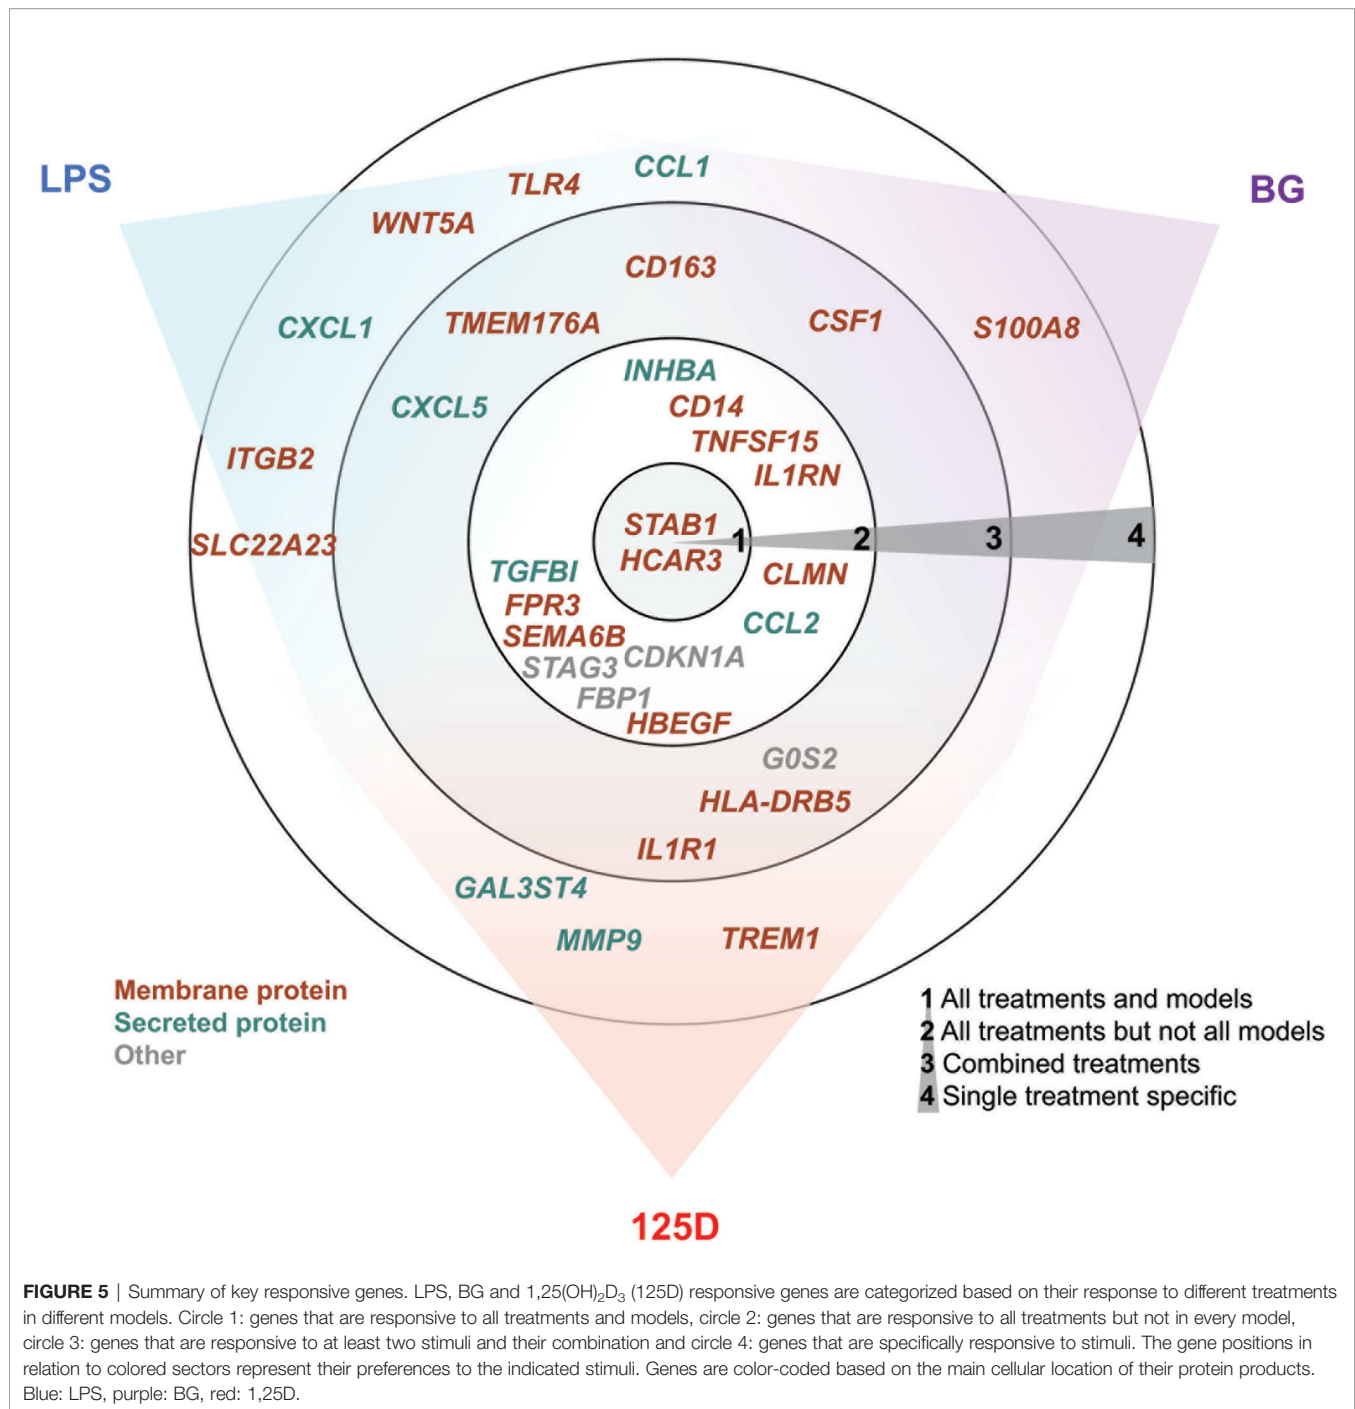 LPS
BG
CCL1
TLR4
WNT5A
CD163
CXCL1
TMEM176A
CSF1
S100A8
INHBA
CXCL5
CD14
TNFSF15
ITGB2
IL1RN
STAB1
1
2
3
4
SLC22A23
HCAR3
TGFBI
CLMN
FPR3
CCL2
SEMA6B
CDKN1A
STAG3
FBP1
HBEGF
G0S2
HLA-DRB5
IL1R1
GAL3ST4
MMP9
TREM1
Membrane protein
Secreted protein
Other
1 All treatments and models
2 All treatments but not all models
3 Combined treatments
4 Single treatment specific
125D
FIGURE 5 | Summary of key responsive genes. LPS, BG and 1,25(OH)₂D₃ (125D) responsive genes are categorized based on their response to different treatments
in different models. Circle 1: genes that are responsive to all treatments and models, circle 2: genes that are responsive to all treatments but not in every model,
circle 3: genes that are responsive to at least two stimuli and their combination and circle 4: genes that are specifically responsive to stimuli. The gene positions in
relation to colored sectors represent their preferences to the indicated stimuli. Genes are color-coded based on the main cellular location of their protein products.
Blue: LPS, purple: BG, red: 1,25D.